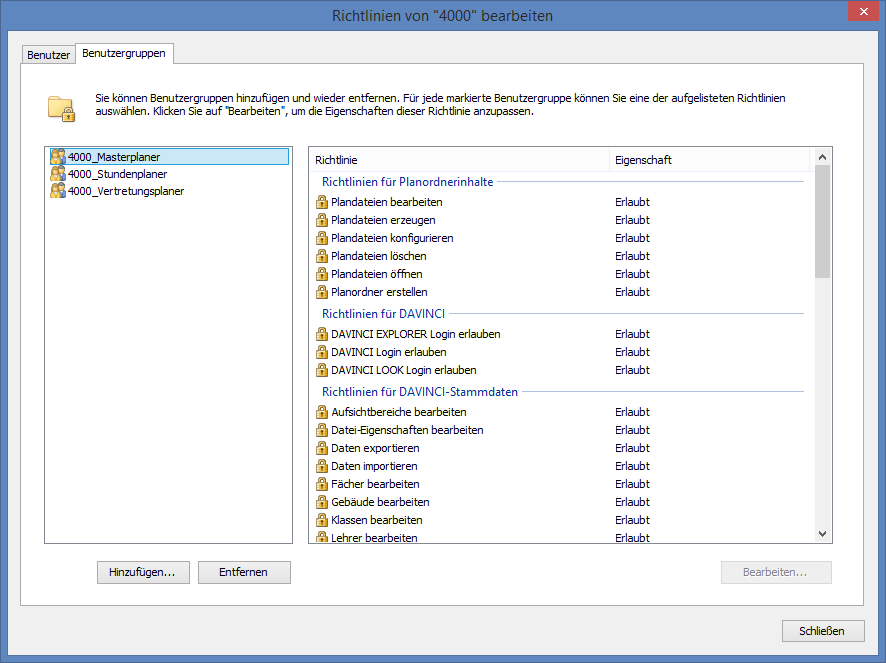 Richtlinien von "4000" bearbeiten
Benutzer Benutzergruppen
Sie können Benutzergruppen hinzufügen und wieder entfernen. Für jede markierte Benutzergruppe können Sie eine der aufgelisteten Richtlinien
auswählen. Klicken Sie auf "Bearbeiten", um die Eigenschaften dieser Richtlinie anzupassen.
4000_Masterplaner
4000_Stundenplaner
4000_Vertretungsplaner
Richtlinie Eigenschaft
Richtlinien für Planordnerinhalte
Plandateien bearbeiten Erlaubt
Plandateien erzeugen Erlaubt
Plandateien konfigurieren Erlaubt
Plandateien löschen Erlaubt
Plandateien öffnen Erlaubt
Planordner erstellen Erlaubt
Richtlinien für DAVINCI
DAVINCI EXPLORER Login erlauben Erlaubt
DAVINCI Login erlauben Erlaubt
DAVINCI LOOK Login erlauben Erlaubt
Richtlinien für DAVINCI-Stammdaten
Aufsichtbereiche bearbeiten Erlaubt
Datei-Eigenschaften bearbeiten Erlaubt
Daten exportieren Erlaubt
Daten importieren Erlaubt
Fächer bearbeiten Erlaubt
Gebäude bearbeiten Erlaubt
Klassen bearbeiten Erlaubt
Lehrer bearbeiten Erlaubt
Hinzufügen... Entfernen Bearbeiten...
Schließen